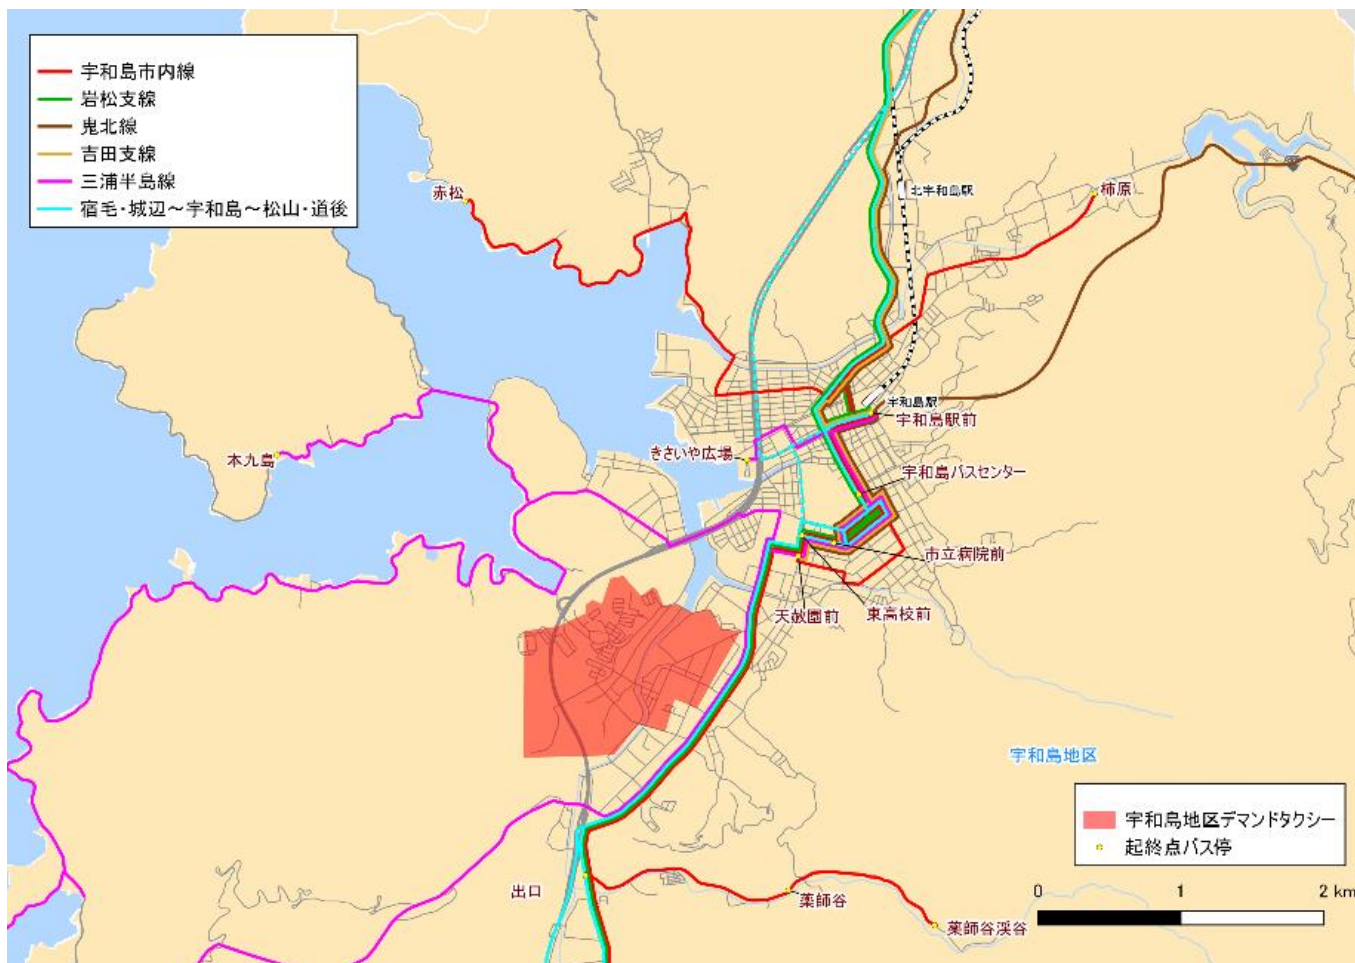 宇和島市内線
岩松支線
鬼北線
吉田支線
三浦半島線
宿毛・城辺~宇和島~松山・道後
赤松
北宇和島駅
柿原
宇和島駅
宇和島駅前
本九島
きさいや広場
宇和島バスセンター
市立病院前
天赦園前
東高校前
宇和島地区
宇和島地区デマンドタクシー
起終点バス停
出口
薬師谷
薬師谷渓谷
0 1 2 km